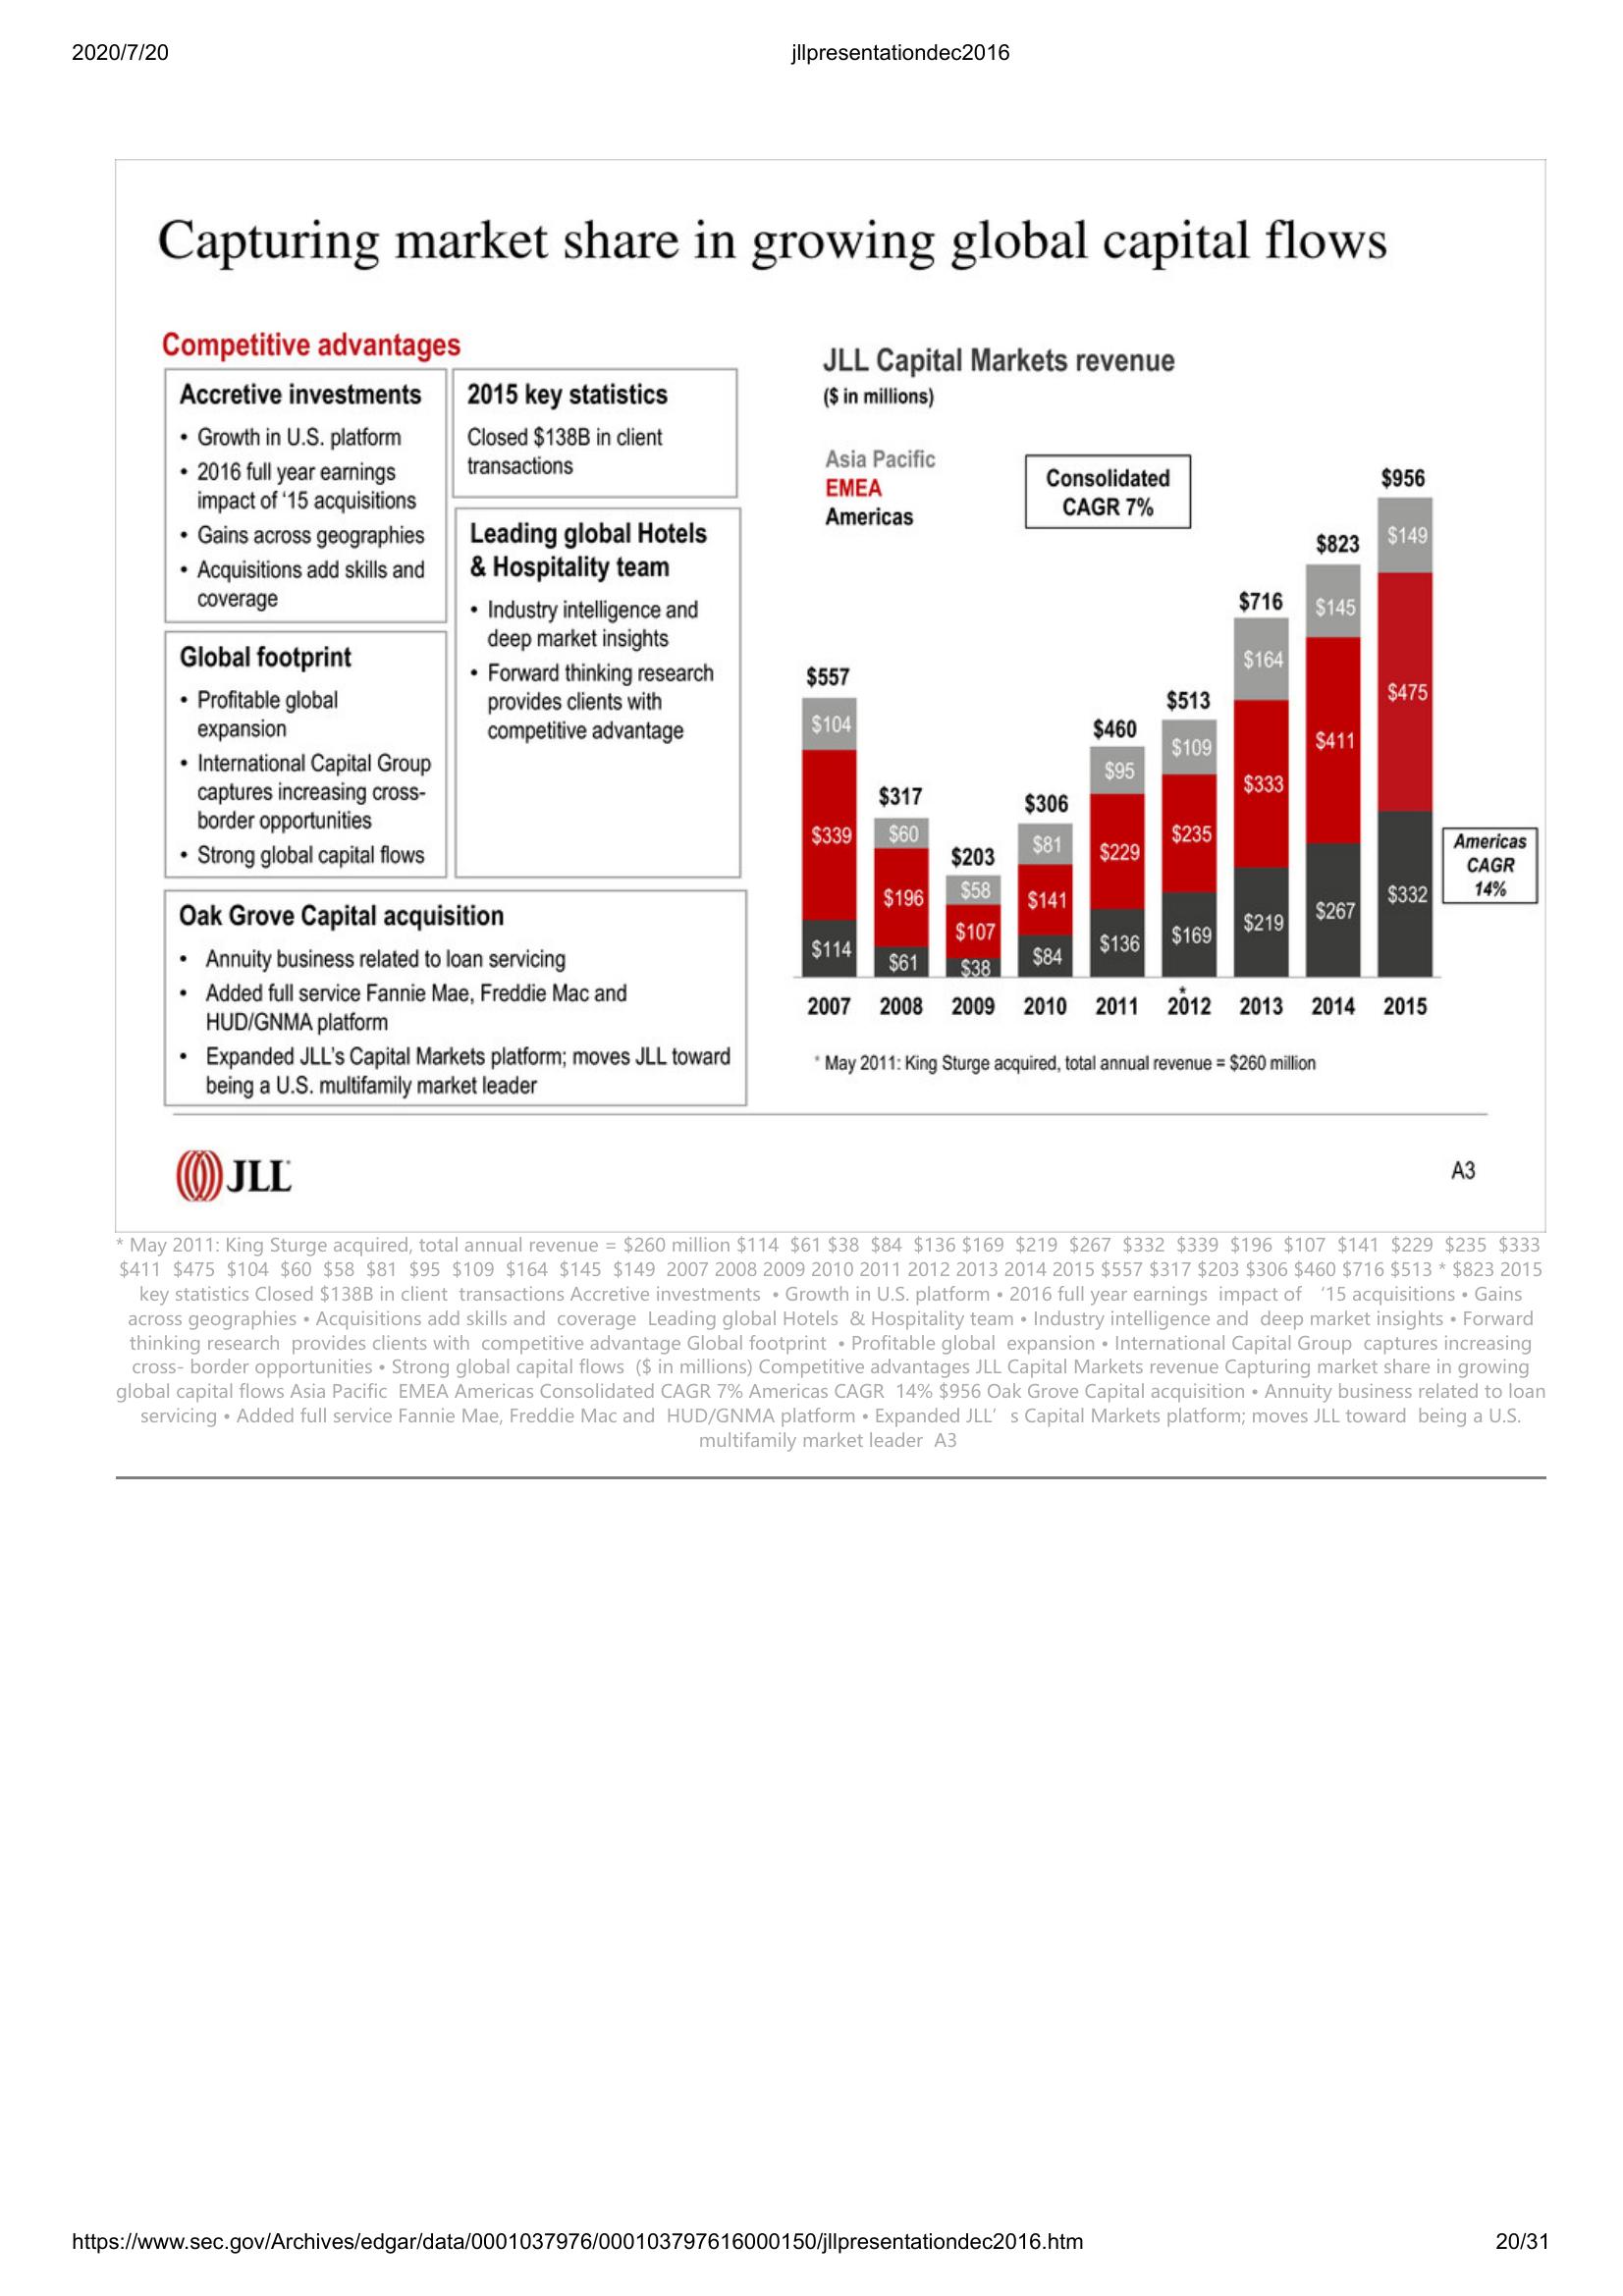 2020/7/20 jllpresentationdec2016
Capturing market share in growing global capital flows
Competitive advantages
Accretive investments
• Growth in U.S. platform
• 2016 full year earnings
impact of ‘15 acquisitions
• Gains across geographies
• Acquisitions add skills and
coverage
2015 key statistics
Closed $138B in client
transactions
Leading global Hotels
& Hospitality team
• Industry intelligence and
deep market insights
• Forward thinking research
provides clients with
competitive advantage
Global footprint
• Profitable global
expansion
• International Capital Group
captures increasing cross-
border opportunities
• Strong global capital flows
Oak Grove Capital acquisition
• Annuity business related to loan servicing
• Added full service Fannie Mae, Freddie Mac and
HUD/GNMA platform
• Expanded JLL’s Capital Markets platform; moves JLL toward
being a U.S. multifamily market leader
JLL Capital Markets revenue
($ in millions)
Asia Pacific
EMEA
Americas
Consolidated
CAGR 7%
$557 $317 $203 $306 $460 $513 $716 $823 $956
$104 $60 $58 $81 $95 $109 $164 $145 $149
$339 $196 $107 $141 $229 $235 $333 $411 $475
$114 $61 $38 $84 $136 $169 $219 $267 $332
Americas
CAGR
14%
*
2007 2008 2009 2010 2011 2012 2013 2014 2015
* May 2011: King Sturge acquired, total annual revenue = $260 million
JLL
A3
* May 2011: King Sturge acquired, total annual revenue = $260 million $114 $61 $38 $84 $136 $169 $219 $267 $332 $339 $196 $107 $141 $229 $235 $333
$411 $475 $104 $60 $58 $81 $95 $109 $164 $145 $149 2007 2008 2009 2010 2011 2012 2013 2014 2015 $557 $317 $203 $306 $460 $716 $513 * $823 2015
key statistics Closed $138B in client transactions Accretive investments • Growth in U.S. platform • 2016 full year earnings impact of ‘15 acquisitions • Gains
across geographies • Acquisitions add skills and coverage Leading global Hotels & Hospitality team • Industry intelligence and deep market insights • Forward
thinking research provides clients with competitive advantage Global footprint • Profitable global expansion • International Capital Group captures increasing
cross- border opportunities • Strong global capital flows ($ in millions) Competitive advantages JLL Capital Markets revenue Capturing market share in growing
global capital flows Asia Pacific EMEA Americas Consolidated CAGR 7% Americas CAGR 14% $956 Oak Grove Capital acquisition • Annuity business related to loan
servicing • Added full service Fannie Mae, Freddie Mac and HUD/GNMA platform • Expanded JLL’ s Capital Markets platform; moves JLL toward being a U.S.
multifamily market leader A3
https://www.sec.gov/Archives/edgar/data/0001037976/000103797616000150/jllpresentationdec2016.htm 20/31